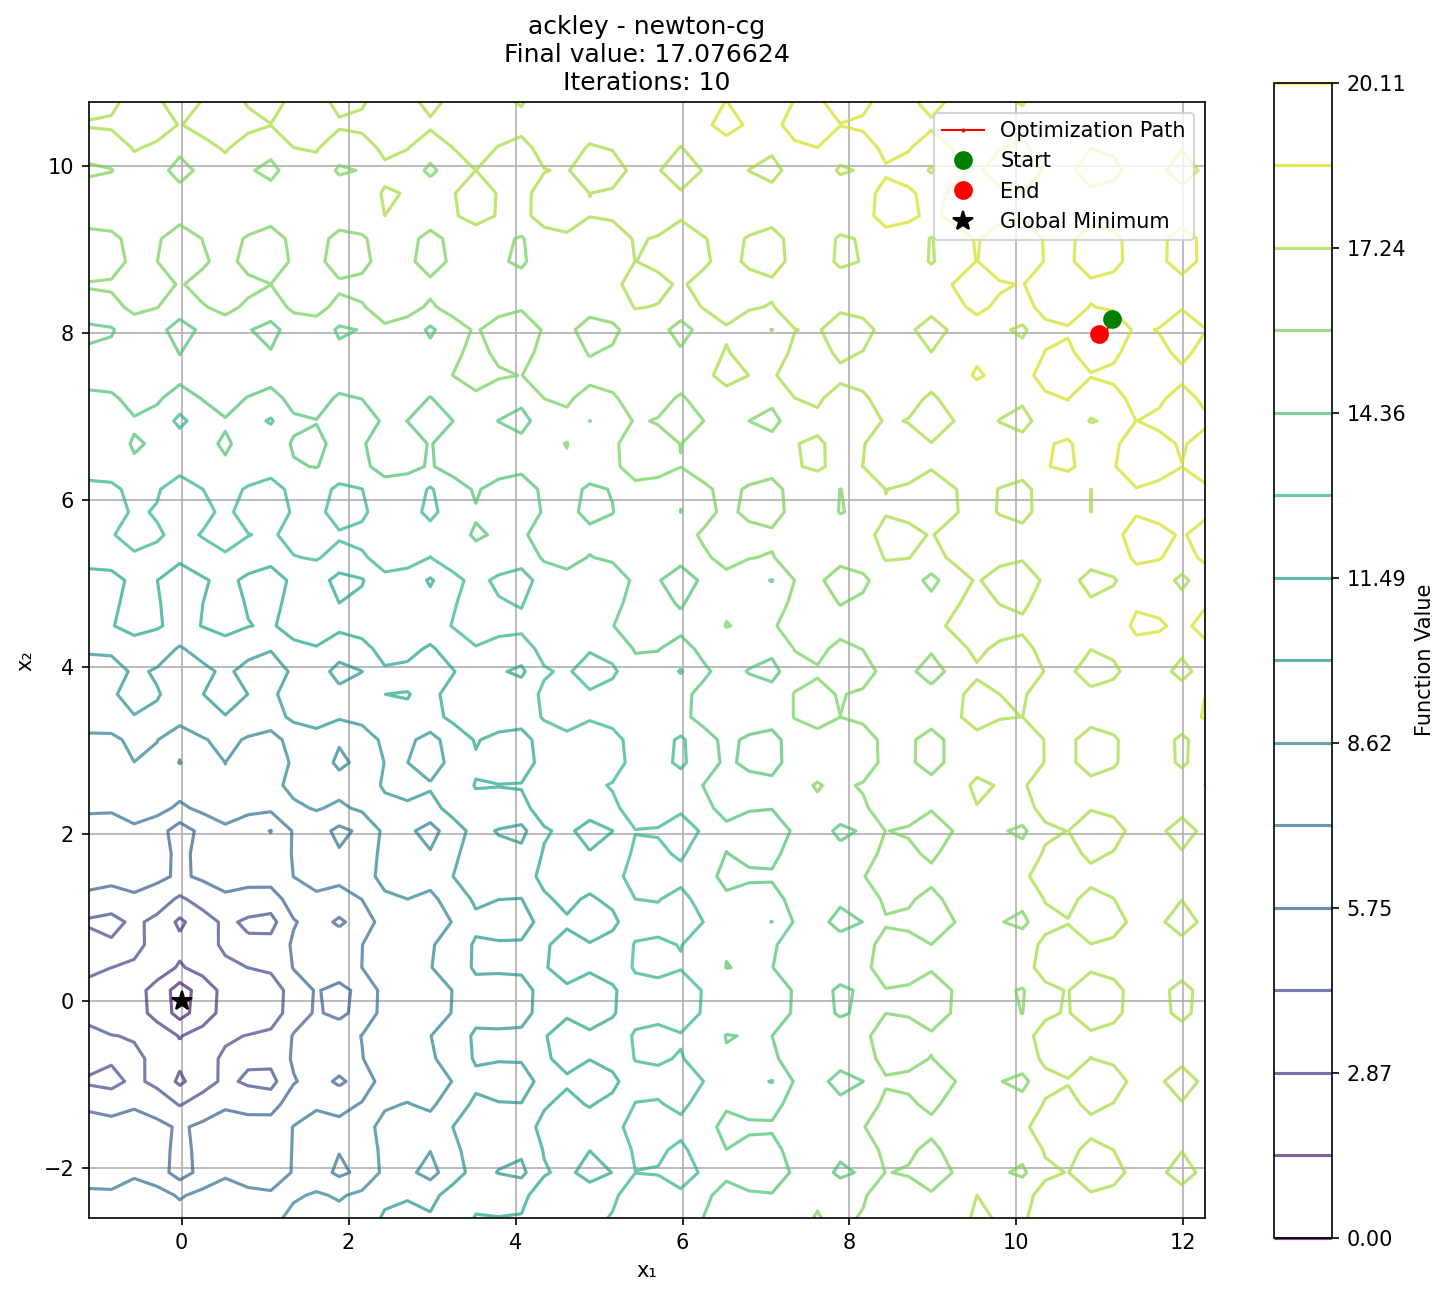 ackley - newton-cg
Final value: 17.076624
Iterations: 10
Optimization Path
Start
End
Global Minimum
10
8
6
4
2
0
−2
x₂
0
2
4
6
8
10
12
x₁
20.11
17.24
14.36
11.49
8.62
5.75
2.87
0.00
Function Value